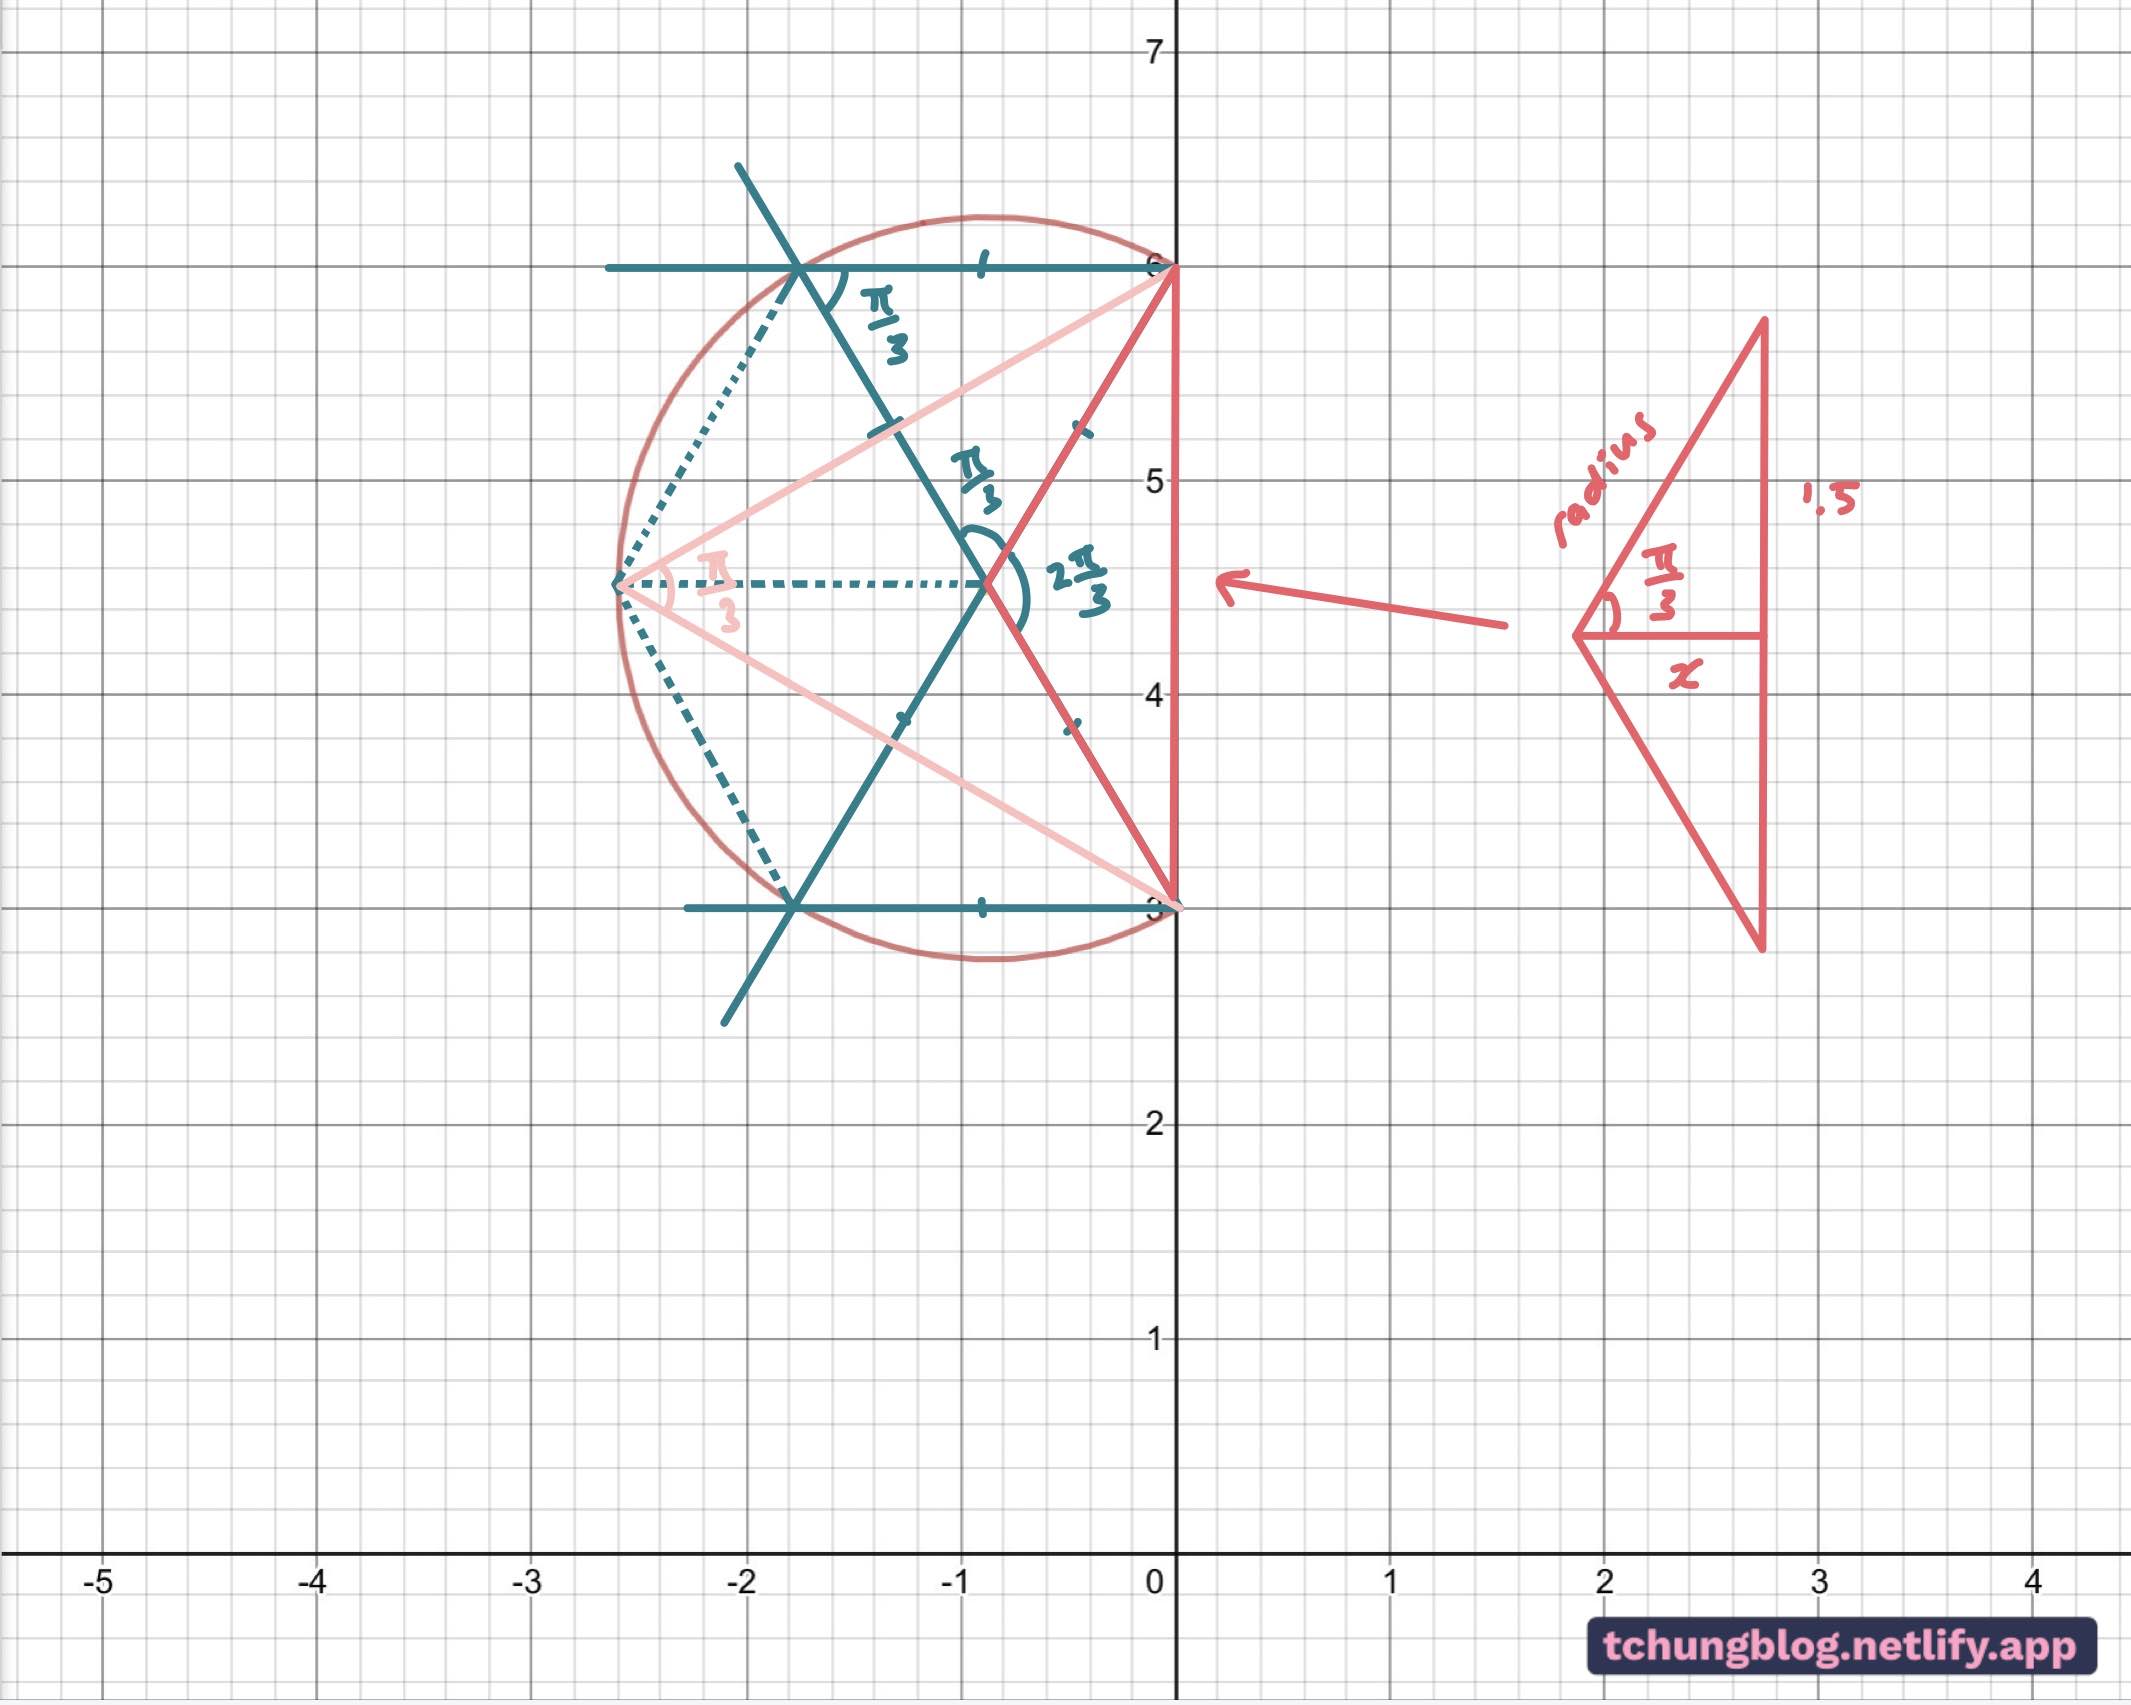 7
6
π/3
5
π/3
2π/3
π/3
radius
1.5
π/3
x
4
3
2
1
-5 -4 -3 -2 -1 0 1 2 3 4
tchungblog.netlify.app